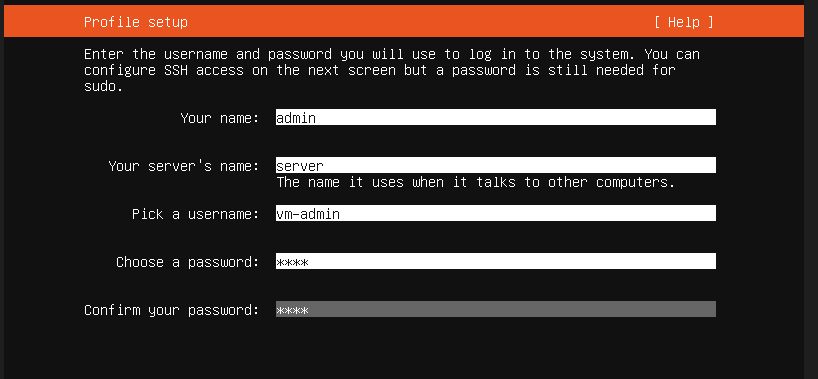 Profile setup [ Help ]
Enter the username and password you will use to log in to the system. You can
configure SSH access on the next screen but a password is still needed for
sudo.
Your name: admin
Your server's name: server
The name it uses when it talks to other computers.
Pick a username: vm-admin
Choose a password: ****
Confirm your password: ****